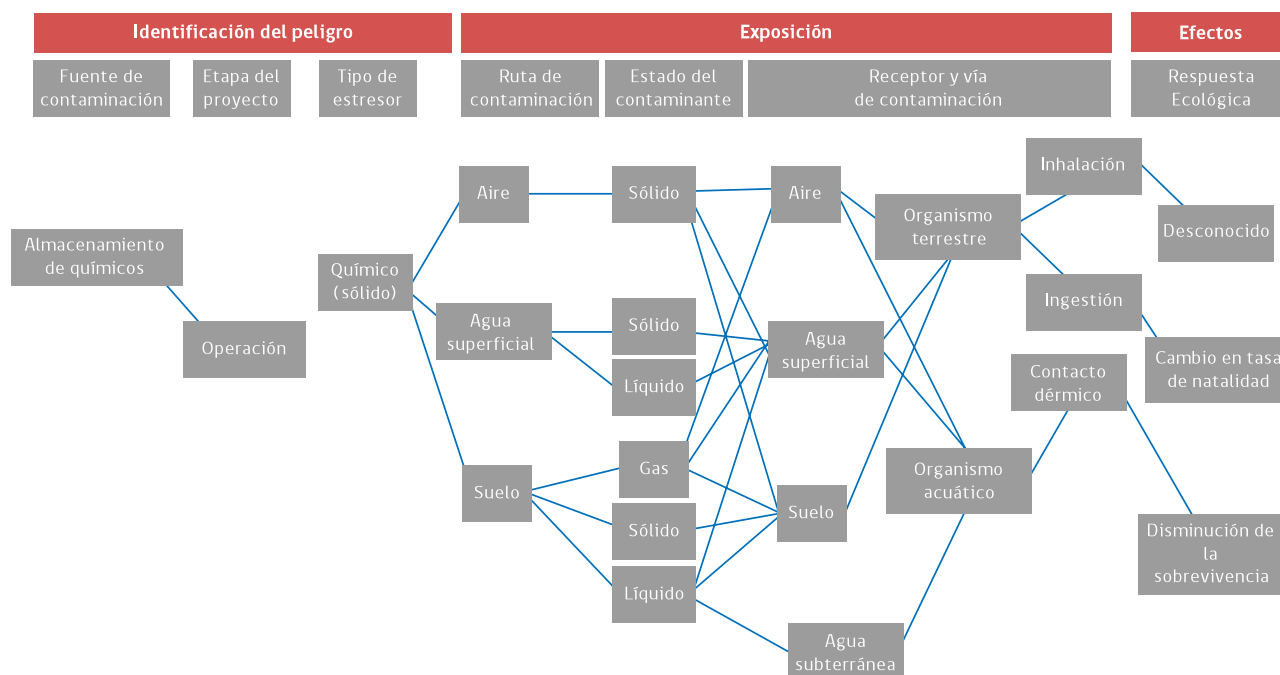 Identificación del peligro
Exposición
Efectos
Fuente de
contaminación
Etapa del
proyecto
Tipo de
estresor
Ruta de
contaminación
Estado del
contaminante
Receptor y vía
de contaminación
Respuesta
Ecológica
Almacenamiento
de químicos
Operación
Químico
(sólido)
Aire
Agua
superficial
Suelo
Sólido
Sólido
Líquido
Gas
Sólido
Líquido
Aire
Agua
superficial
Suelo
Agua
subterránea
Organismo
terrestre
Organismo
acuático
Inhalación
Ingestión
Contacto
dérmico
Desconocido
Cambio en tasa
de natalidad
Disminución de
la
sobrevivencia